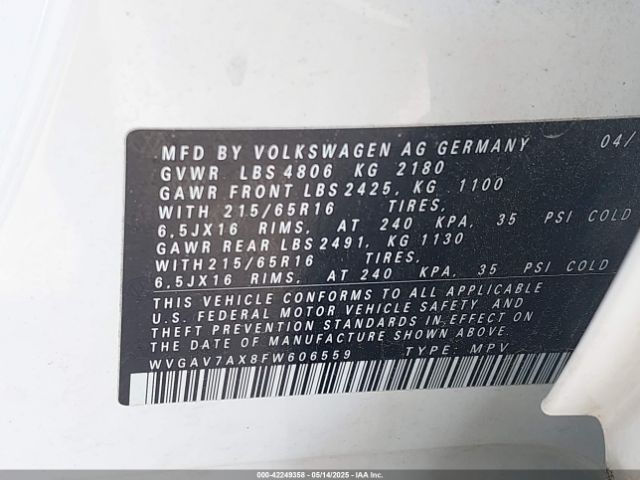 MFD BY VOLKSWAGEN AG GERMANY 04/
GVWR LBS 4806 KG 2180
GAWR FRONT LBS 2425, KG 1100
WITH 215/65R16 TIRES,
6,5JX16 RIMS, AT 240 KPA, 35 PSI COLD
GAWR REAR LBS 2491, KG 1130
WITH 215/65R16 TIRES,
6,5JX16 RIMS, AT 240 KPA, 35 PSI COLD
THIS VEHICLE CONFORMS TO ALL APPLICABLE
U.S. FEDERAL MOTOR VEHICLE SAFETY AND
THEFT PREVENTION STANDARDS IN EFFECT ON
THE DATE OF MANUFACTURE SHOWN ABOVE.
WVGAV7AX8FW606559 TYPE: MPV
000-42249358 - 05/14/2025 - IAAI.COM